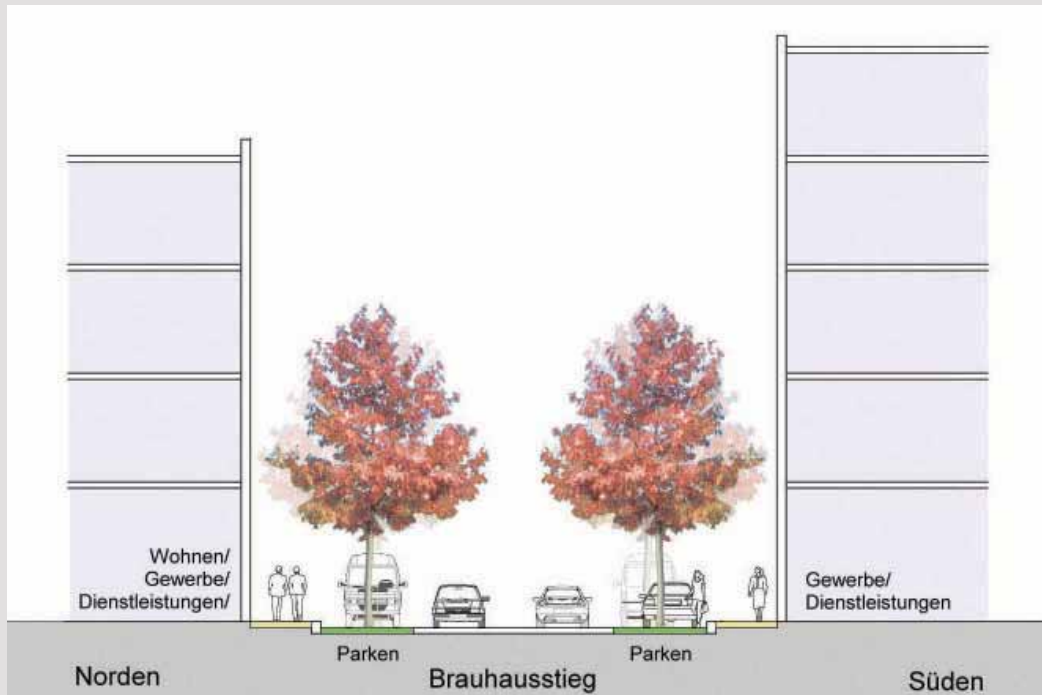 Wohnen/
Gewerbe/
Dienstleistungen/
Gewerbe/
Dienstleistungen
Parken
Parken
Norden
Brauhausstieg
Süden